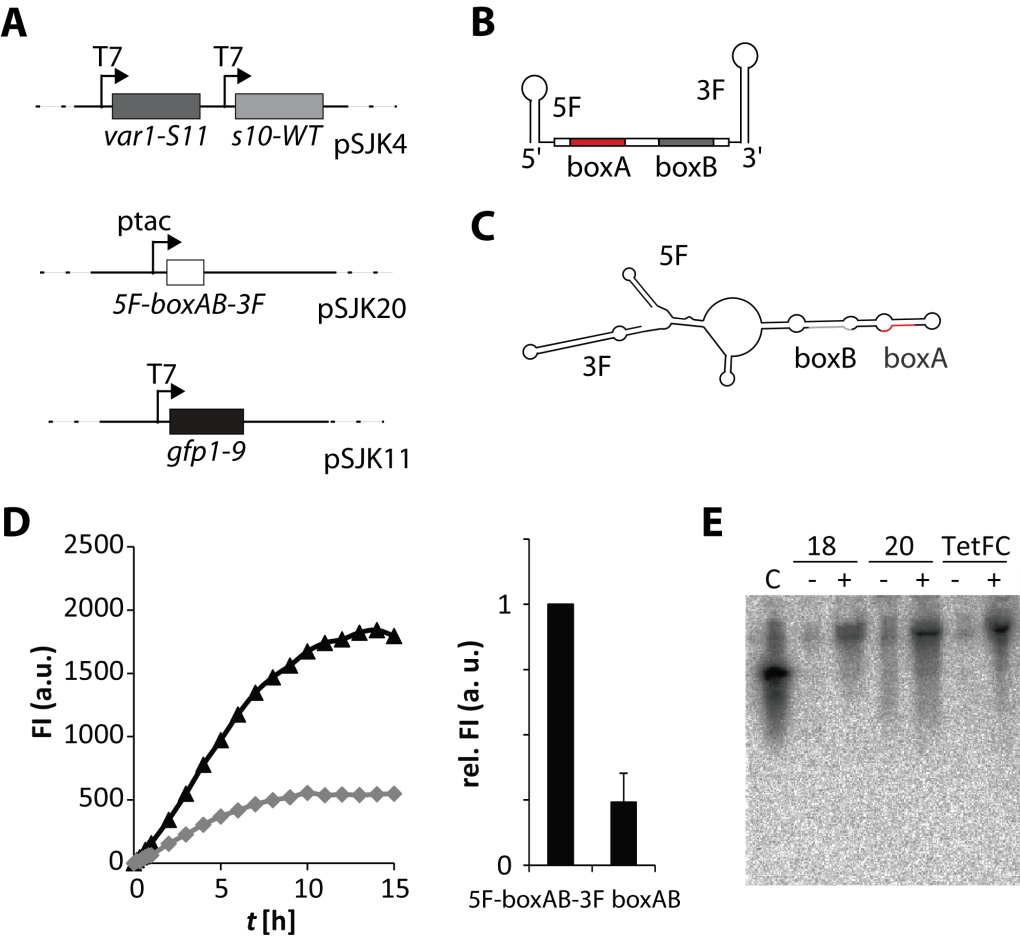 A
T7 T7
var1-S11 s10-WT pSJK4
ptac
5F-boxAB-3F pSJK20
T7
gfp1-9 pSJK11
B
5F 3F
5' boxA boxB 3'
C
5F
3F boxB boxA
D
FI (a.u.)
2500
2000
1500
1000
500
0
0 5 10 15
t [h]
rel. FI (a. u.)
1
0
5F-boxAB-3F boxAB
E
18 20 TetFC
C - + - + - +